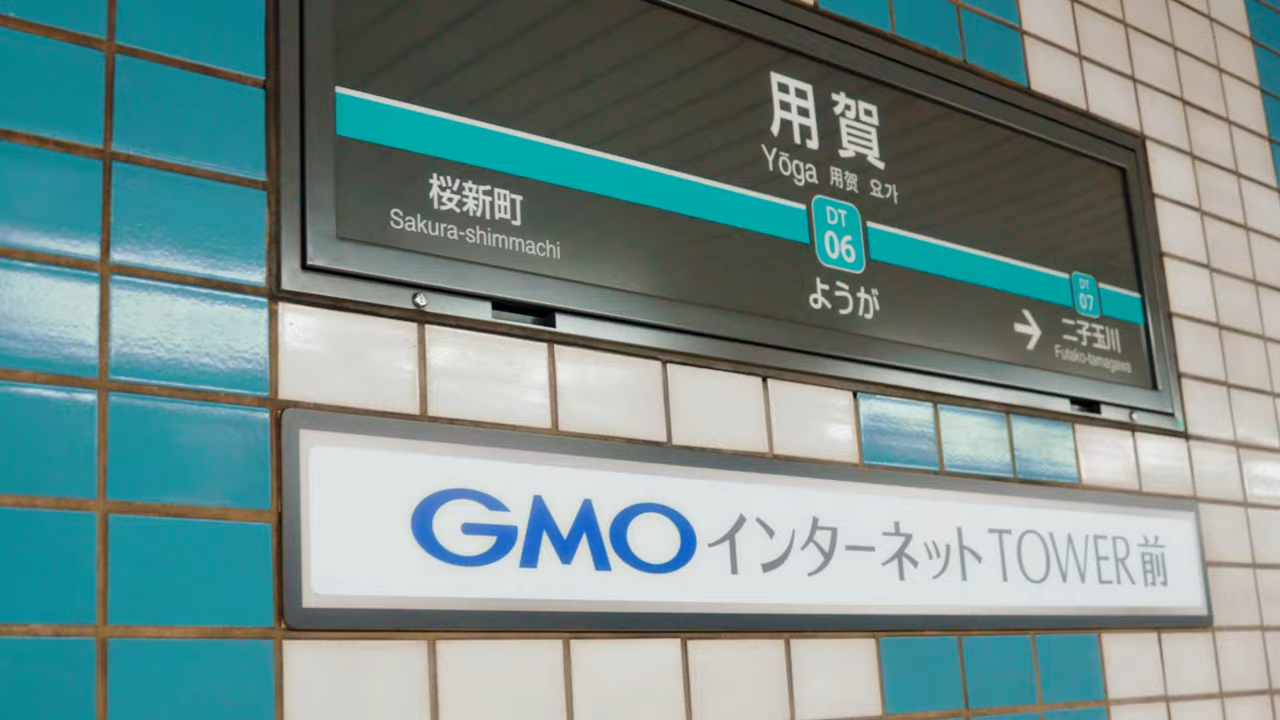 用賀
Yōga 用贺 요가
桜新町
Sakura-shimmachi
DT
06
ようが
DT
07
→ 二子玉川
Futako-tamagawa
GMOインターネットTOWER前